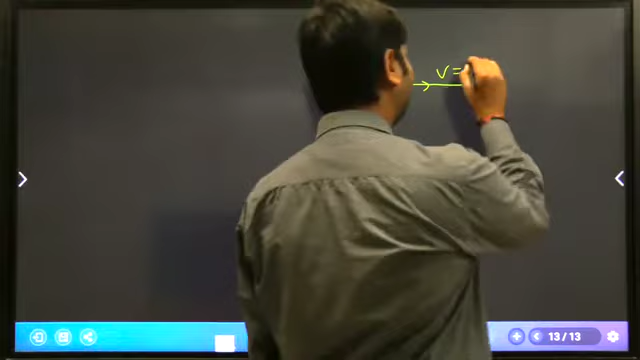 v =
13 / 13